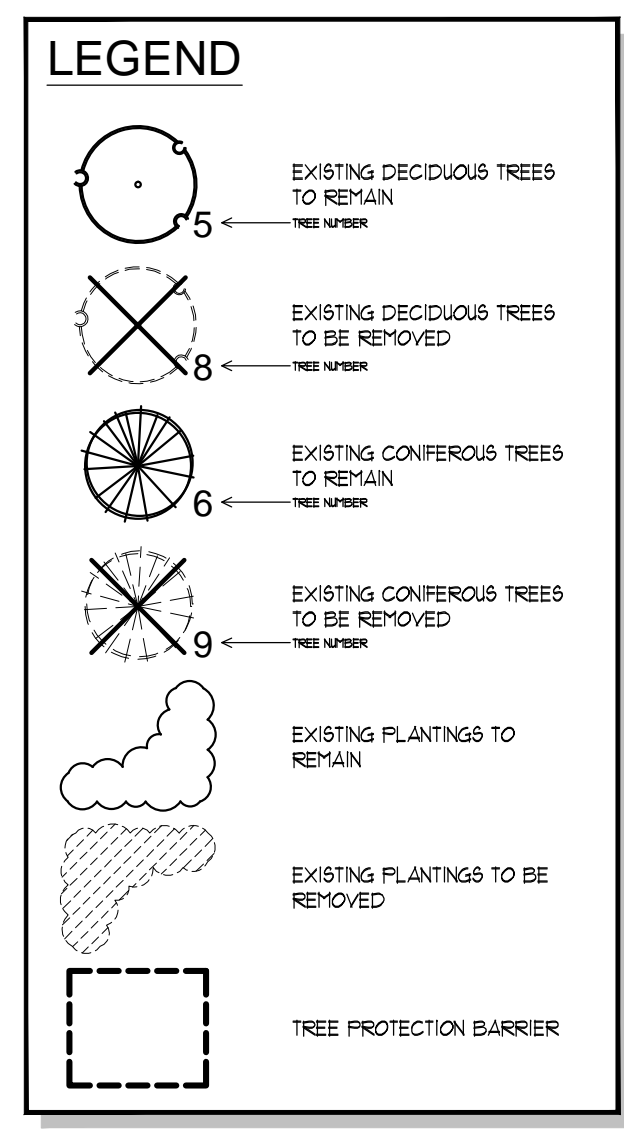 LEGEND
EXISTING DECIDUOUS TREES
TO REMAIN
5
TREE NUMBER
EXISTING DECIDUOUS TREES
TO BE REMOVED
8
TREE NUMBER
EXISTING CONIFEROUS TREES
TO REMAIN
6
TREE NUMBER
EXISTING CONIFEROUS TREES
TO BE REMOVED
9
TREE NUMBER
EXISTING PLANTINGS TO
REMAIN
EXISTING PLANTINGS TO BE
REMOVED
TREE PROTECTION BARRIER